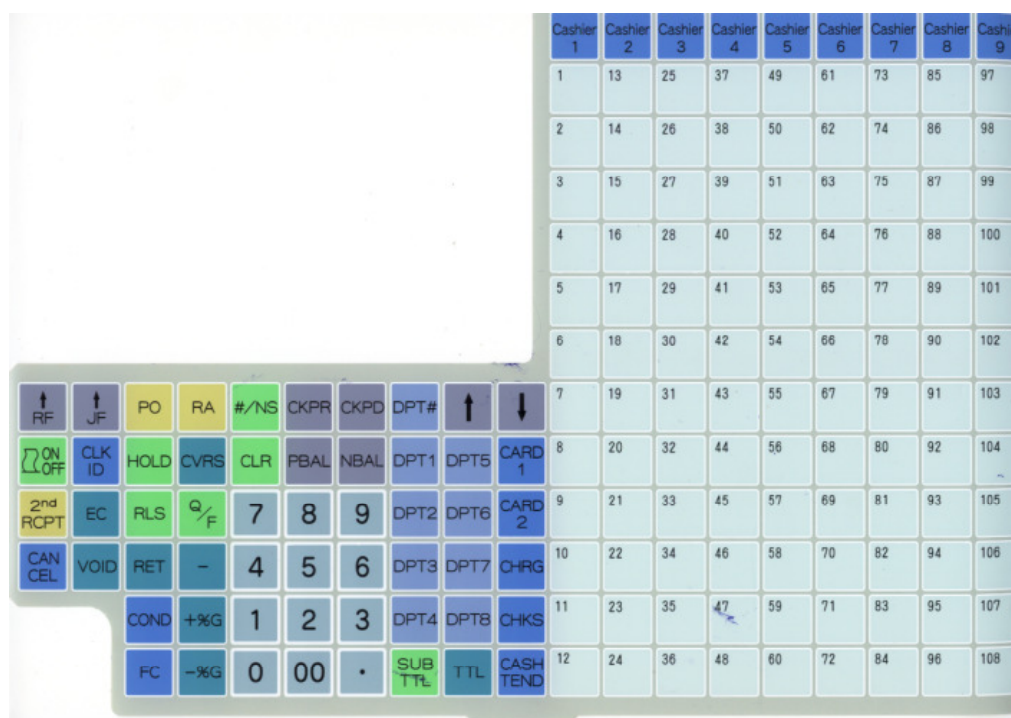 Cashier 1 Cashier 2 Cashier 3 Cashier 4 Cashier 5 Cashier 6 Cashier 7 Cashier 8 Cashi 9
1 13 25 37 49 61 73 85 97
2 14 26 38 50 62 74 86 98
3 15 27 39 51 63 75 87 99
4 16 28 40 52 64 76 88 100
5 17 29 41 53 65 77 89 101
6 18 30 42 54 66 78 90 102
↑ RF ↑ JF PO RA #/NS CKPR CKPD DPT# ↑ ↓ 7 19 31 43 55 67 79 91 103
ON OFF CLK ID HOLD CVRS CLR PBAL NBAL DPT1 DPT5 CARD 1 8 20 32 44 56 68 80 92 104
2nd RCPT EC RLS Q/F 7 8 9 DPT2 DPT6 CARD 2 9 21 33 45 57 69 81 93 105
CAN CEL VOID RET - 4 5 6 DPT3 DPT7 CHRG 10 22 34 46 58 70 82 94 106
COND +%G 1 2 3 DPT4 DPT8 CHKS 11 23 35 47 59 71 83 95 107
FC -%G 0 00 · SUB TTL TTL CASH TEND 12 24 36 48 60 72 84 96 108